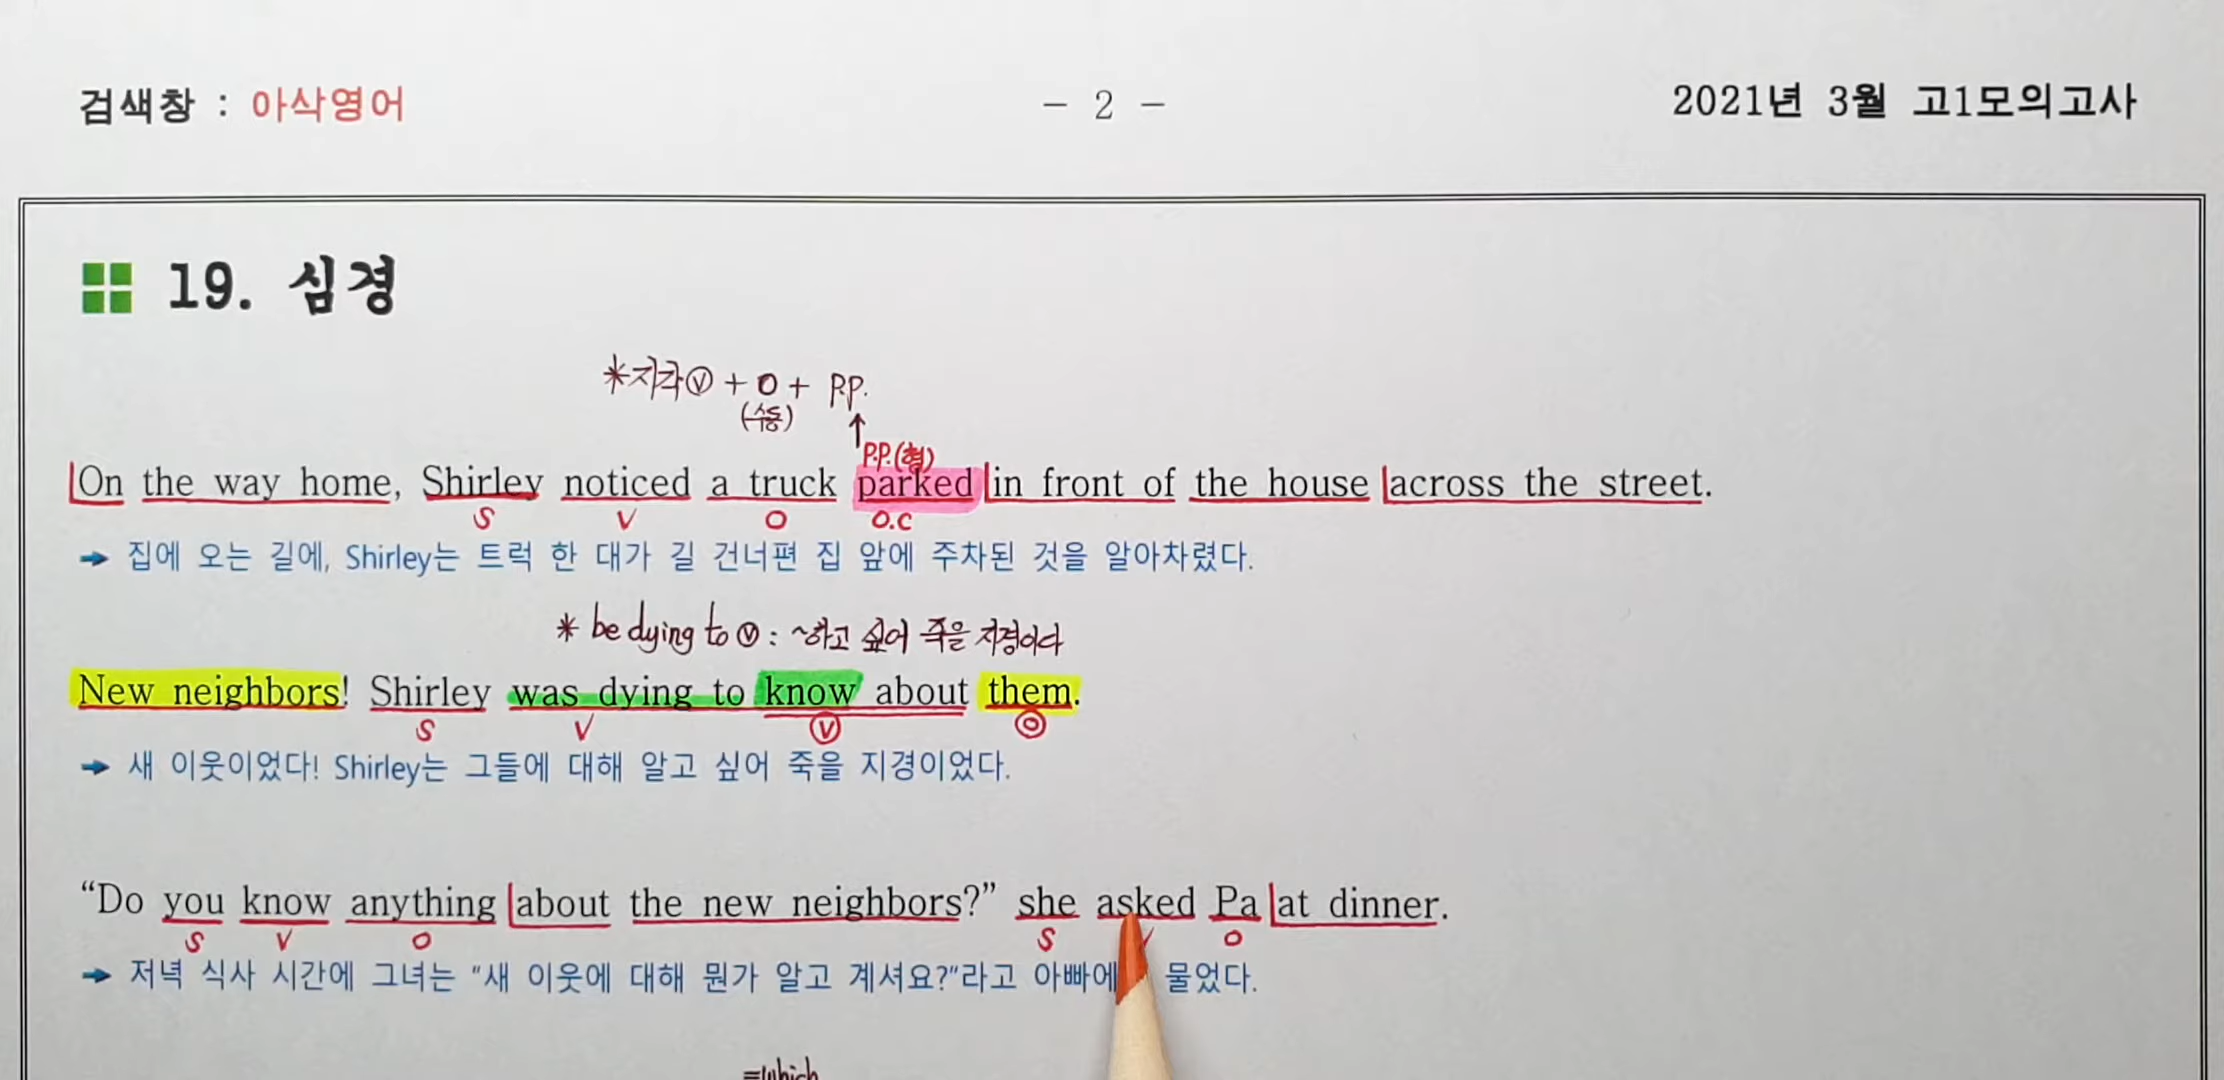 검색창 : 아삭영어
- 2 -
2021년 3월 고1모의고사
19. 심경
*지각ⓥ + O + P.P.
(수동)
↑
P.P.(형)
On the way home, Shirley noticed a truck parked in front of the house across the street.
S V O O.C
➡ 집에 오는 길에, Shirley는 트럭 한 대가 길 건너편 집 앞에 주차된 것을 알아차렸다.
* be dying to ⓥ : ~하고 싶어 죽을 지경이다
New neighbors! Shirley was dying to know about them.
S V ⓥ ⓞ
➡ 새 이웃이었다! Shirley는 그들에 대해 알고 싶어 죽을 지경이었다.
“Do you know anything about the new neighbors?” she asked Pa at dinner.
S V O S V O
➡ 저녁 식사 시간에 그녀는 “새 이웃에 대해 뭔가 알고 계셔요?”라고 아빠에 물었다.
=which